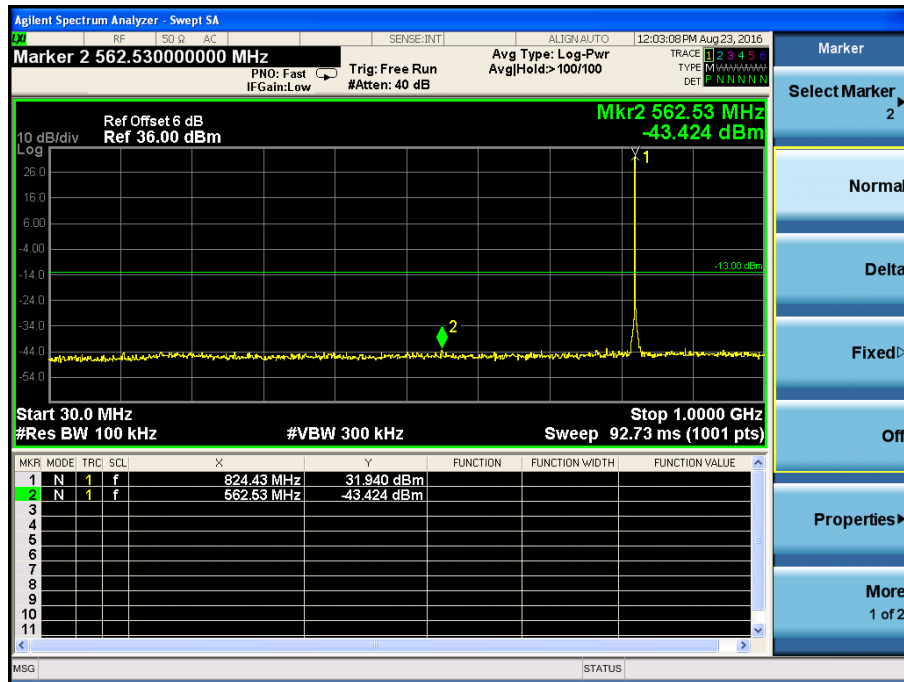 Agilent Spectrum Analyzer - Swept SA
LXI RF 50 Ω AC SENSE:INT ALIGN AUTO 12:03:08 PM Aug 23, 2016
Marker 2 562.530000000 MHz
PNO: Fast
IFGain:Low
Trig: Free Run
#Atten: 40 dB
Avg Type: Log-Pwr
Avg|Hold:>100/100
TRACE 1 2 3 4 5 6
TYPE M W W W W W
DET P N N N N N
Ref Offset 6 dB
Ref 36.00 dBm
10 dB/div
Log
Mkr2 562.53 MHz
-43.424 dBm
26.0
16.0
6.00
-4.00
-14.0
-24.0
-34.0
-44.0
-54.0
1
2
-13.00 dBm
Start 30.0 MHz Stop 1.0000 GHz
#Res BW 100 kHz #VBW 300 kHz Sweep 92.73 ms (1001 pts)
MKR MODE TRC SCL X Y FUNCTION FUNCTION WIDTH FUNCTION VALUE
1 N 1 f 824.43 MHz 31.940 dBm
2 N 1 f 562.53 MHz -43.424 dBm
3
4
5
6
7
8
9
10
11
MSG STATUS
Marker
Select Marker
2
Normal
Delta
Fixed
Off
Properties
More
1 of 2